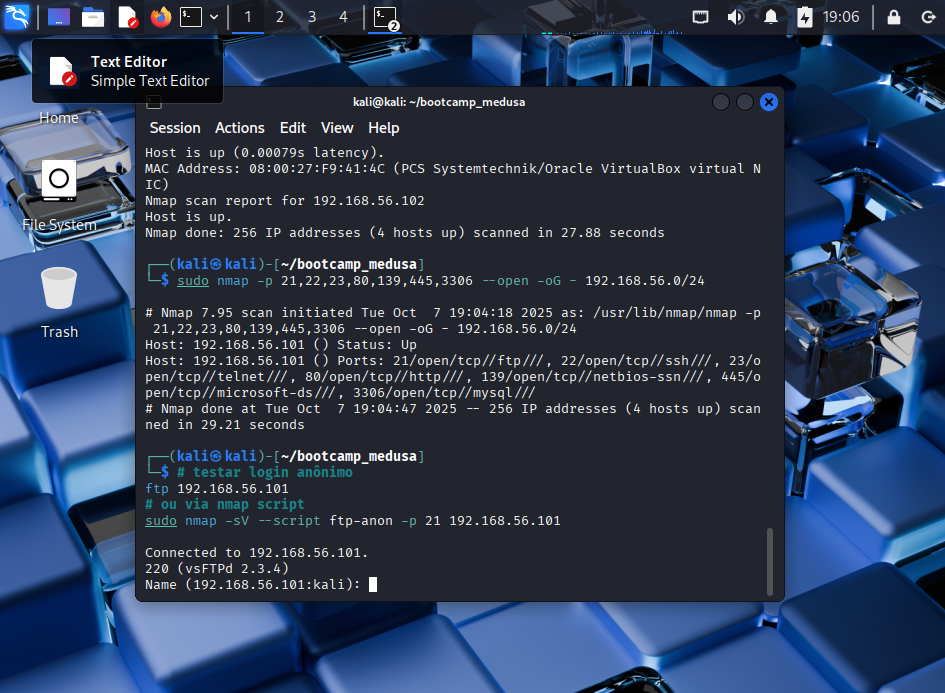 1 2 3 4 2 19:06
Text Editor
Simple Text Editor
Home
File System
Trash
kali@kali: ~/bootcamp_medusa
Session Actions Edit View Help
Host is up (0.00079s latency).
MAC Address: 08:00:27:F9:41:4C (PCS Systemtechnik/Oracle VirtualBox virtual N
IC)
Nmap scan report for 192.168.56.102
Host is up.
Nmap done: 256 IP addresses (4 hosts up) scanned in 27.88 seconds
┌──(kali㉿kali)-[~/bootcamp_medusa]
└─$ sudo nmap -p 21,22,23,80,139,445,3306 --open -oG - 192.168.56.0/24
# Nmap 7.95 scan initiated Tue Oct  7 19:04:18 2025 as: /usr/lib/nmap/nmap -p
 21,22,23,80,139,445,3306 --open -oG - 192.168.56.0/24
Host: 192.168.56.101 () Status: Up
Host: 192.168.56.101 () Ports: 21/open/tcp//ftp///, 22/open/tcp//ssh///, 23/o
pen/tcp//telnet///, 80/open/tcp//http///, 139/open/tcp//netbios-ssn///, 445/o
pen/tcp//microsoft-ds///, 3306/open/tcp//mysql///
# Nmap done at Tue Oct  7 19:04:47 2025 -- 256 IP addresses (4 hosts up) scan
ned in 29.21 seconds
┌──(kali㉿kali)-[~/bootcamp_medusa]
└─$ # testar login anônimo
ftp 192.168.56.101
# ou via nmap script
sudo nmap -sV --script ftp-anon -p 21 192.168.56.101
Connected to 192.168.56.101.
220 (vsFTPd 2.3.4)
Name (192.168.56.101:kali):